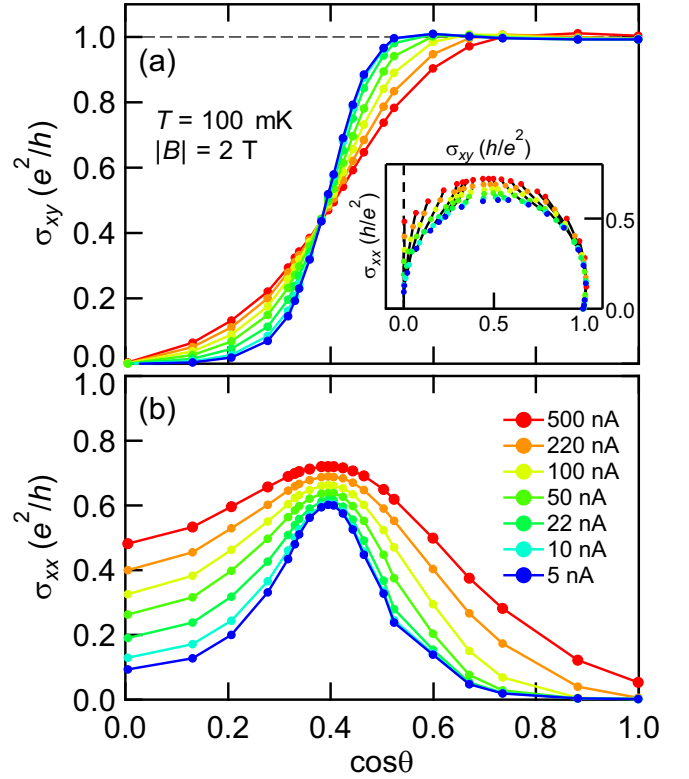 (a)
T = 100 mK
|B| = 2 T
σxy (e²/h)
1.0
0.8
0.6
0.4
0.2
0.0
σxy (h/e²)
σxx (h/e²)
0.5
0.0
0.0
0.5
1.0
(b)
σxx (e²/h)
1.0
0.8
0.6
0.4
0.2
0.0
500 nA
220 nA
100 nA
50 nA
22 nA
10 nA
5 nA
0.0
0.2
0.4
0.6
0.8
1.0
cosθ